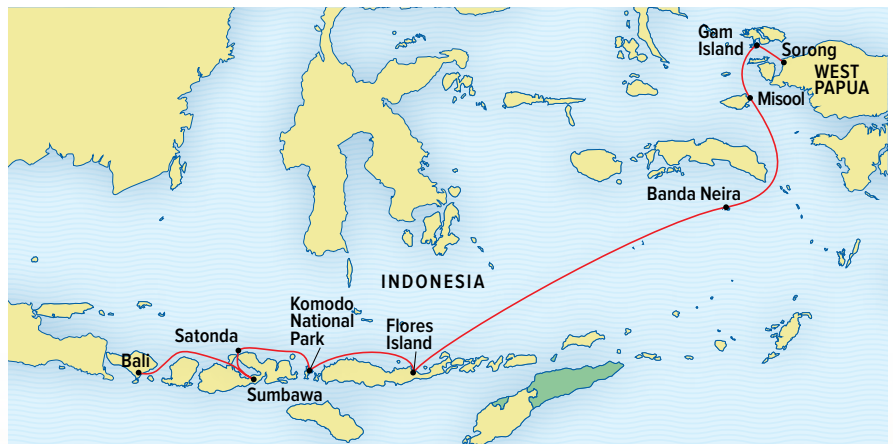 Gam
Island
Sorong
WEST
PAPUA
Misool
Banda Neira
INDONESIA
Komodo
National
Park
Flores
Island
Satonda
Bali
Sumbawa